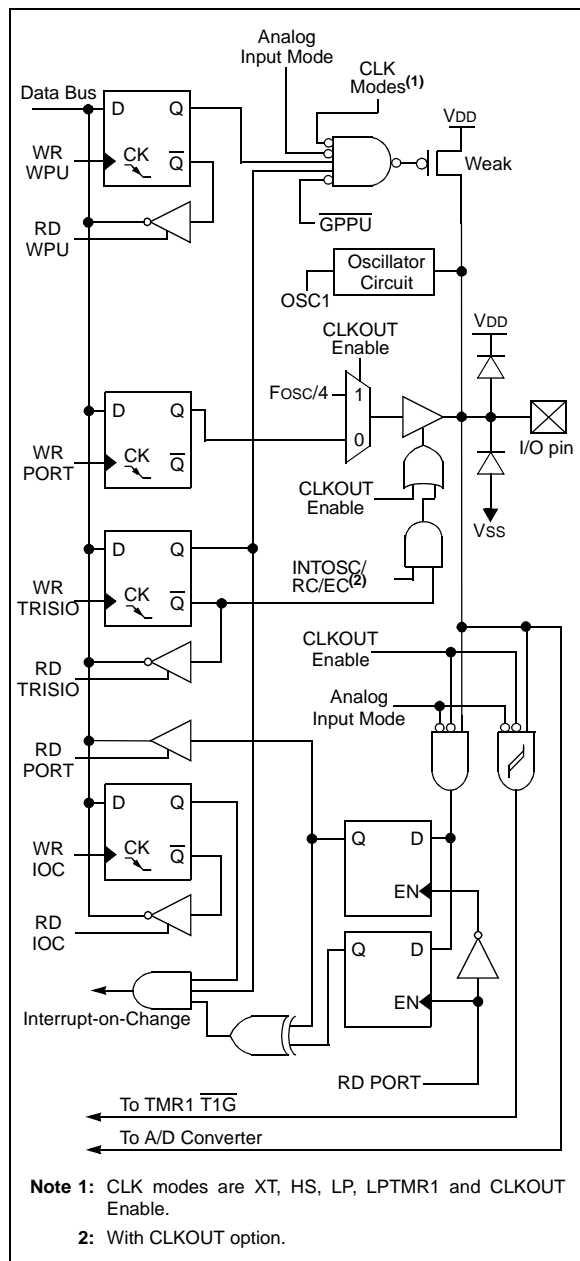 Analog
Input Mode
CLK
Modes(1)
Data Bus
D Q
VDD
WR
WPU
CK
Q
Weak
RD
WPU
GPPU
Oscillator
Circuit
OSC1
CLKOUT
Enable
VDD
FOSC/4
1
D Q
0
I/O pin
WR
PORT
CK
Q
CLKOUT
Enable
VSS
D Q
INTOSC/
RC/EC(2)
WR
TRISIO
CK
Q
CLKOUT
Enable
RD
TRISIO
Analog
Input Mode
RD
PORT
D Q
Q D
WR
IOC
CK
Q
EN
RD
IOC
Q D
Interrupt-on-Change
EN
RD PORT
To TMR1 T1G
To A/D Converter
Note 1: CLK modes are XT, HS, LP, LPTMR1 and CLKOUT
Enable.
2: With CLKOUT option.